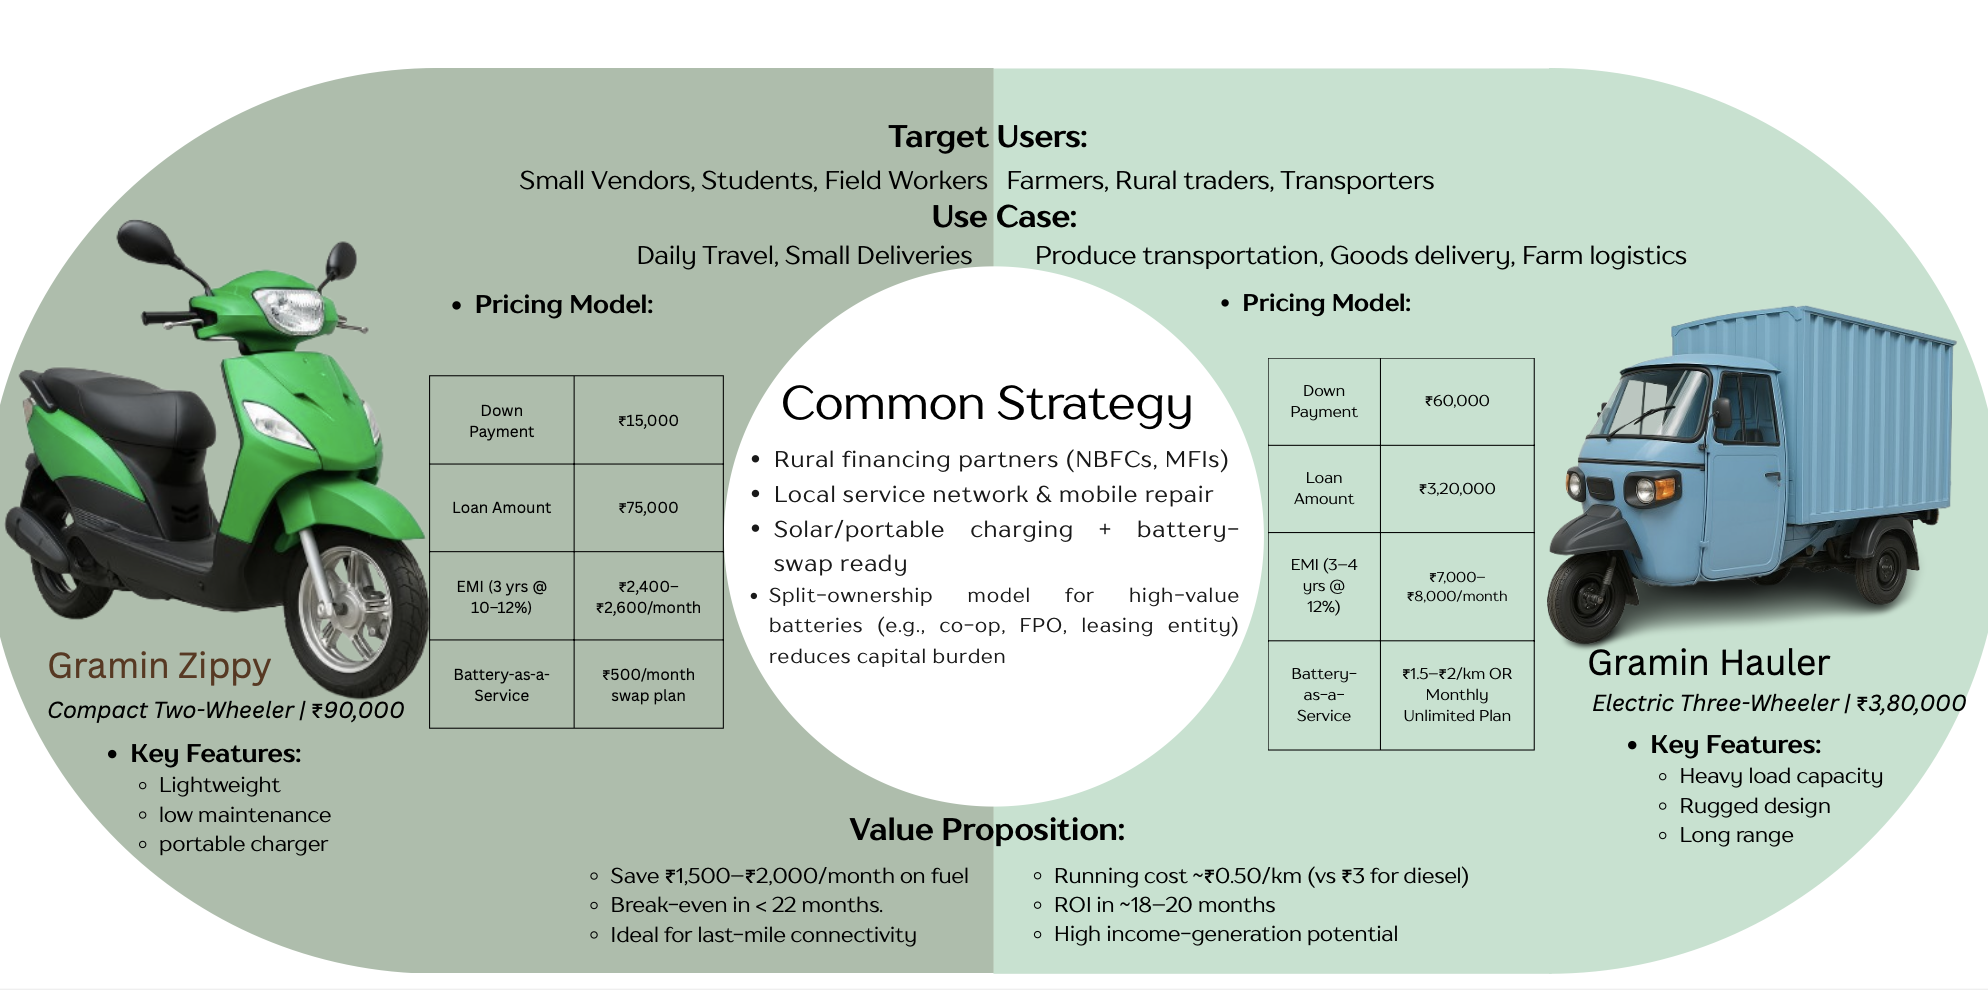 Target Users:
Small Vendors, Students, Field Workers
Farmers, Rural traders, Transporters
Use Case:
Daily Travel, Small Deliveries
Produce transportation, Goods delivery, Farm logistics
• Pricing Model:
Down
Payment
₹15,000
Loan Amount
₹75,000
EMI (3 yrs @
10–12%)
₹2,400–
₹2,600/month
Battery-as-a-
Service
₹500/month
swap plan
Gramin Zippy
Compact Two-Wheeler | ₹90,000
• Key Features:
◦ Lightweight
◦ low maintenance
◦ portable charger
Common Strategy
• Rural financing partners (NBFCs, MFIs)
• Local service network & mobile repair
• Solar/portable charging + battery-
swap ready
• Split-ownership model for high-value
batteries (e.g., co-op, FPO, leasing entity)
reduces capital burden
• Pricing Model:
Down
Payment
₹60,000
Loan
Amount
₹3,20,000
EMI (3–4
yrs @
12%)
₹7,000–
₹8,000/month
Battery-
as-a-
Service
₹1.5–₹2/km OR
Monthly
Unlimited Plan
Gramin Hauler
Electric Three-Wheeler | ₹3,80,000
• Key Features:
◦ Heavy load capacity
◦ Rugged design
◦ Long range
Value Proposition:
◦ Save ₹1,500–₹2,000/month on fuel
◦ Break-even in < 22 months.
◦ Ideal for last-mile connectivity
◦ Running cost ~₹0.50/km (vs ₹3 for diesel)
◦ ROI in ~18–20 months
◦ High income-generation potential